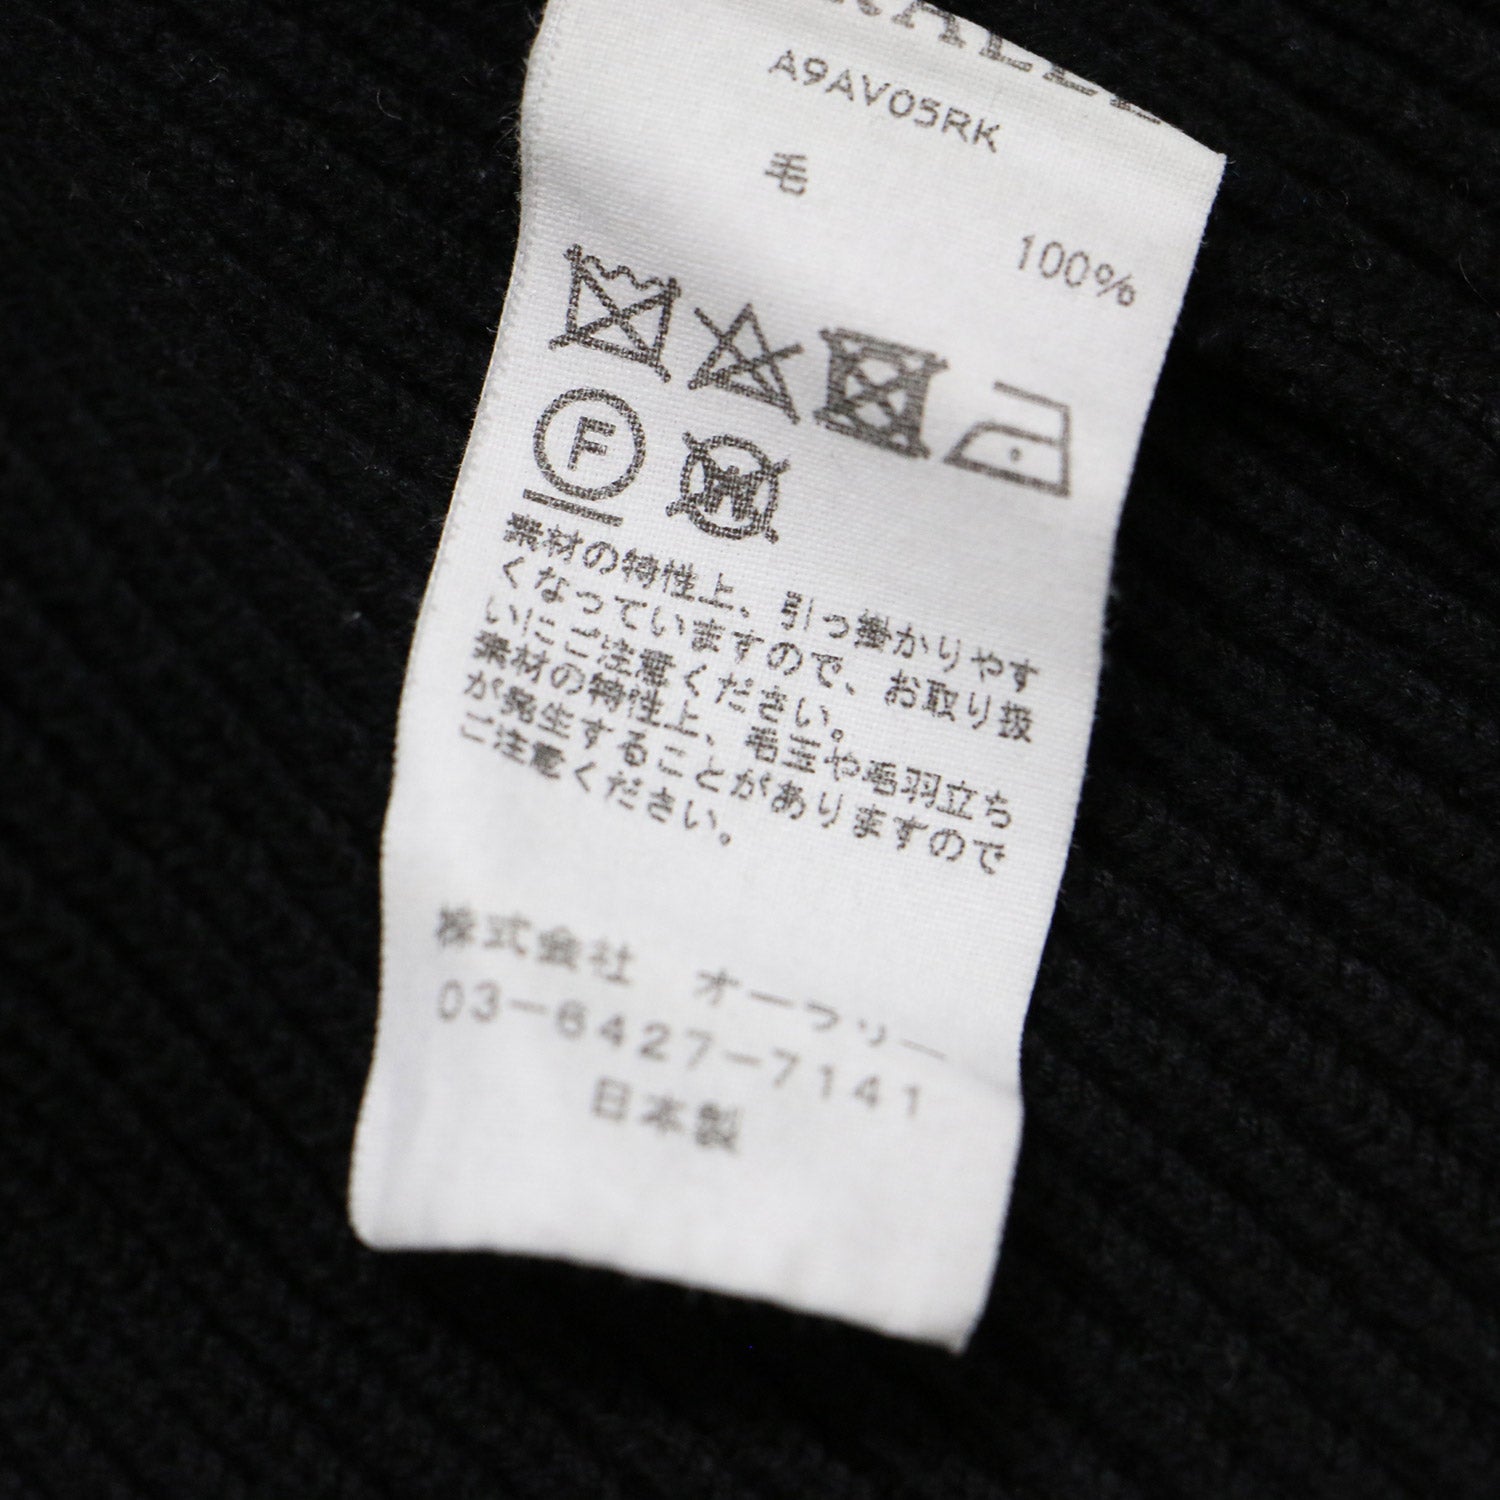 A9AV05RK
毛
100%
F
W
素材の特性上、引っ掛かりやす
くなっていますので、お取り扱
いにご注意ください。
素材の特性上、毛玉や毛羽立ち
が発生することがありますので
ご注意ください。
株式会社 オーラリー
03-6427-7141
日本製